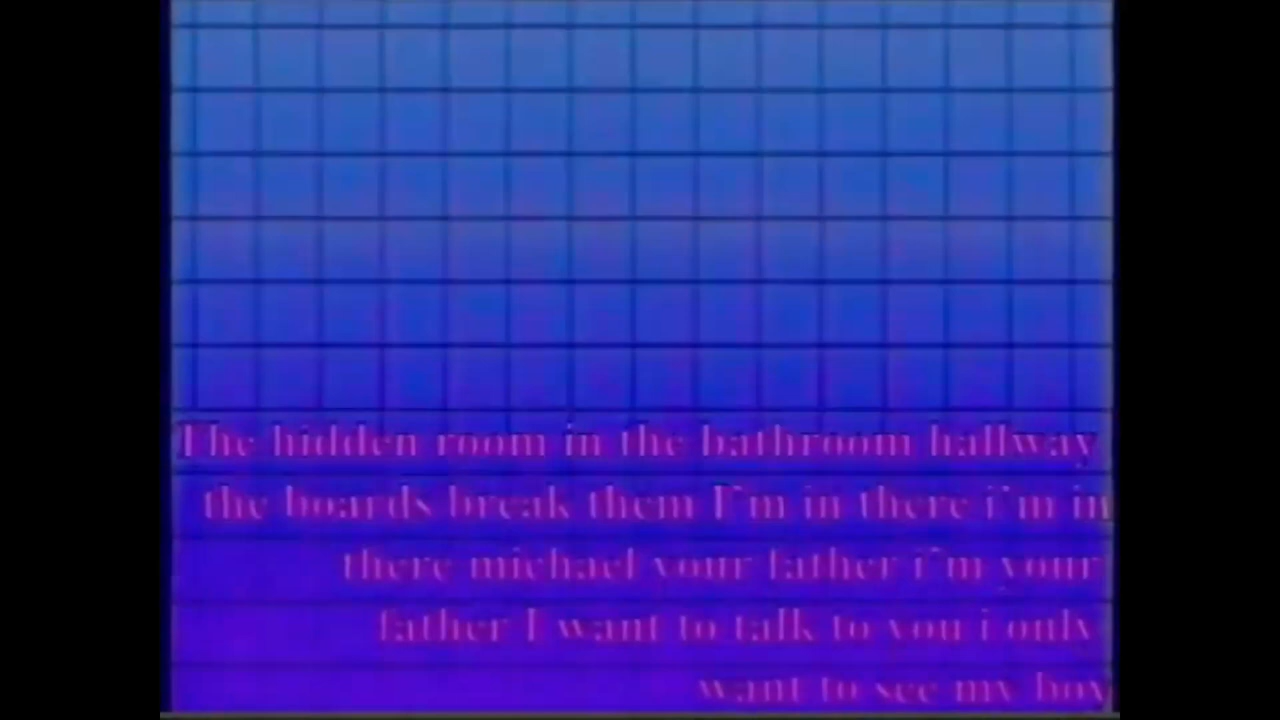 The hidden room in the bathroom hallway
the boards break them I'm in there i'm in
there michael your father i'm your
father I want to talk to you i only
want to see my boy